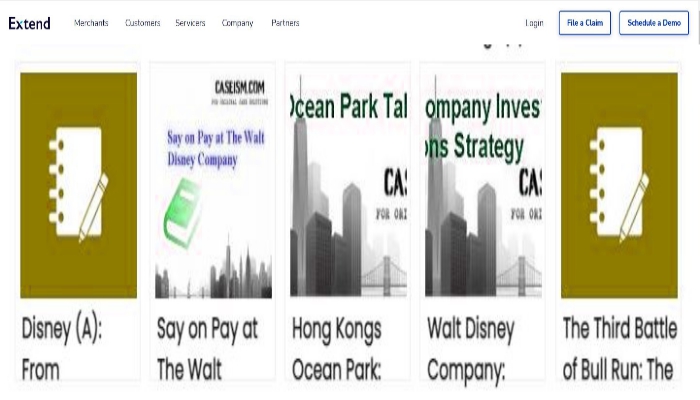 Extend
Merchants Customers Servicers Company Partners
Login File a Claim Schedule a Demo
CASEISM.COM
FOR ORIGINAL CASE SOLUTIONS
Say on Pay at The Walt
Disney Company
Ocean Park Tal
CAS
FOR ORI
ompany Inves
ons Strategy
CAS
FOR ORI
Disney (A):
From
Say on Pay at
The Walt
Hong Kongs
Ocean Park:
Walt Disney
Company:
The Third Battle
of Bull Run: The